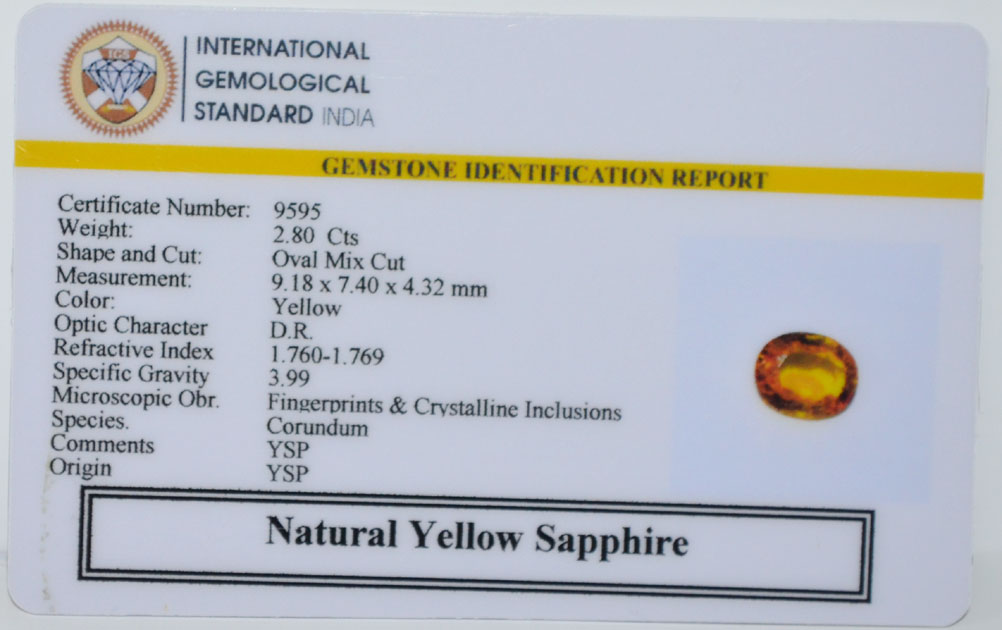 IGS
INTERNATIONAL
GEMOLOGICAL
STANDARD INDIA
GEMSTONE IDENTIFICATION REPORT
Certificate Number: 9595
Weight: 2.80 Cts
Shape and Cut: Oval Mix Cut
Measurement: 9.18 x 7.40 x 4.32 mm
Color: Yellow
Optic Character D.R.
Refractive Index 1.760-1.769
Specific Gravity 3.99
Microscopic Obr. Fingerprints & Crystalline Inclusions
Species. Corundum
Comments YSP
Origin YSP
Natural Yellow Sapphire